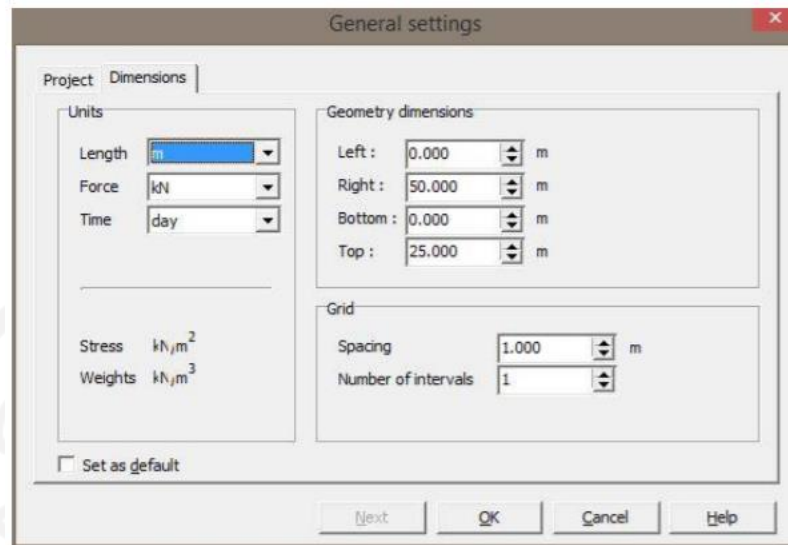 General settings
Project Dimensions
Units
Length m
Force kN
Time day
Stress kN/m²
Weights kN/m³
Geometry dimensions
Left : 0.000 m
Right : 50.000 m
Bottom : 0.000 m
Top : 25.000 m
Grid
Spacing 1.000 m
Number of intervals 1
Set as default
Next OK Cancel Help